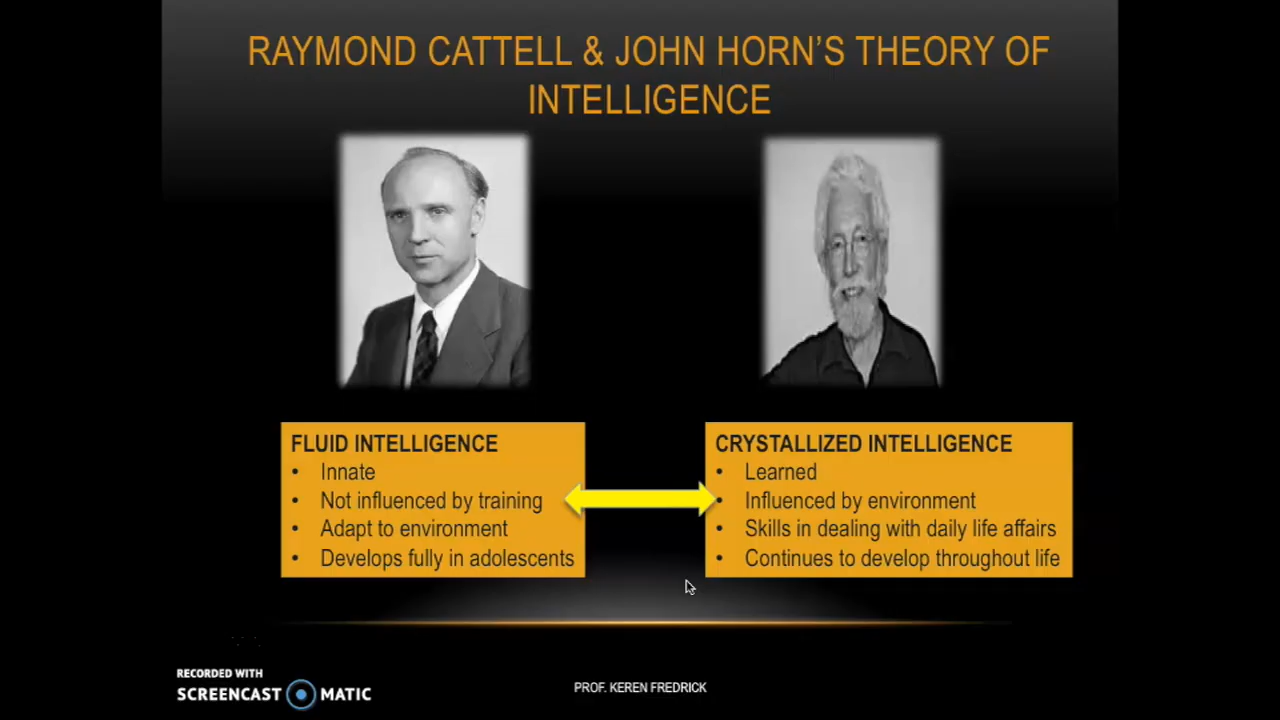 RAYMOND CATTELL & JOHN HORN'S THEORY OF
INTELLIGENCE
FLUID INTELLIGENCE
• Innate
• Not influenced by training
• Adapt to environment
• Develops fully in adolescents
CRYSTALLIZED INTELLIGENCE
• Learned
• Influenced by environment
• Skills in dealing with daily life affairs
• Continues to develop throughout life
RECORDED WITH
SCREENCAST MATIC
PROF. KEREN FREDRICK